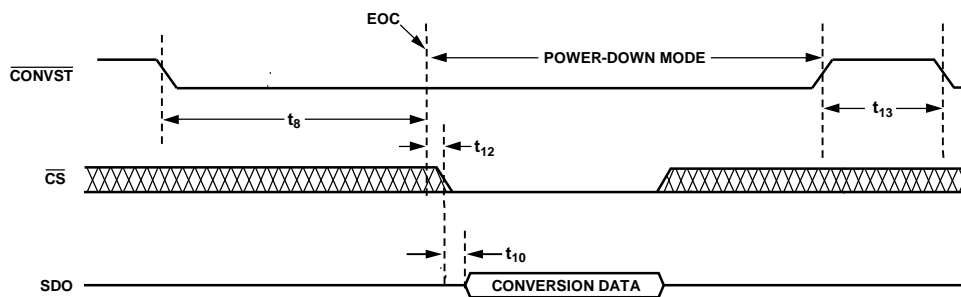 EOC
POWER-DOWN MODE
CONVST
t8
t13
t12
CS
t10
SDO
CONVERSION DATA